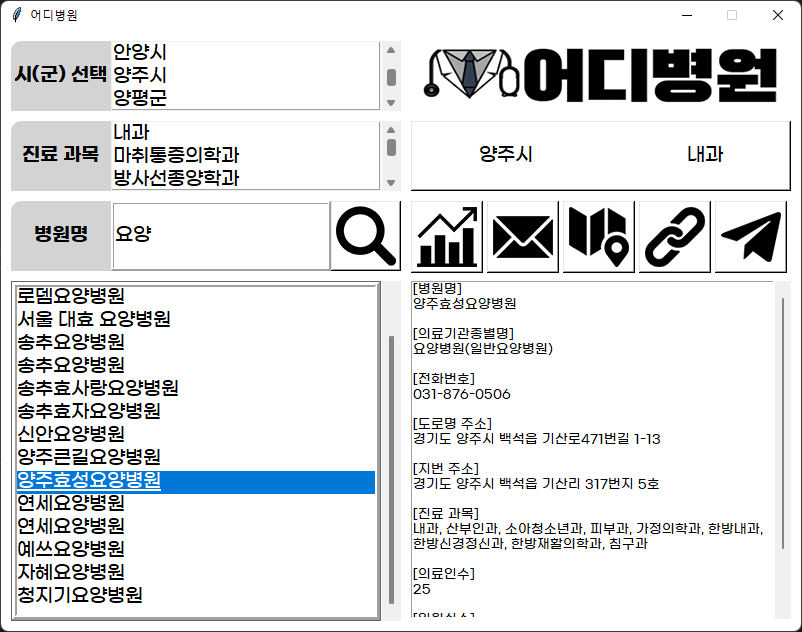 어디병원
시(군) 선택
안양시
양주시
양평군
어디병원
진료 과목
내과
마취통증의학과
방사선종양학과
양주시 내과
병원명
요양
로뎀요양병원
서울 대효 요양병원
송추요양병원
송추요양병원
송추효사랑요양병원
송추효자요양병원
신안요양병원
양주큰길요양병원
양주효성요양병원
연세요양병원
연세요양병원
예쓰요양병원
자혜요양병원
청지기요양병원
[병원명]
양주효성요양병원
[의료기관종별명]
요양병원(일반요양병원)
[전화번호]
031-876-0506
[도로명 주소]
경기도 양주시 백석읍 기산로471번길 1-13
[지번 주소]
경기도 양주시 백석읍 기산리 317번지 5호
[진료 과목]
내과, 산부인과, 소아청소년과, 피부과, 가정의학과, 한방내과,
한방신경정신과, 한방재활의학과, 침구과
[의료인수]
25